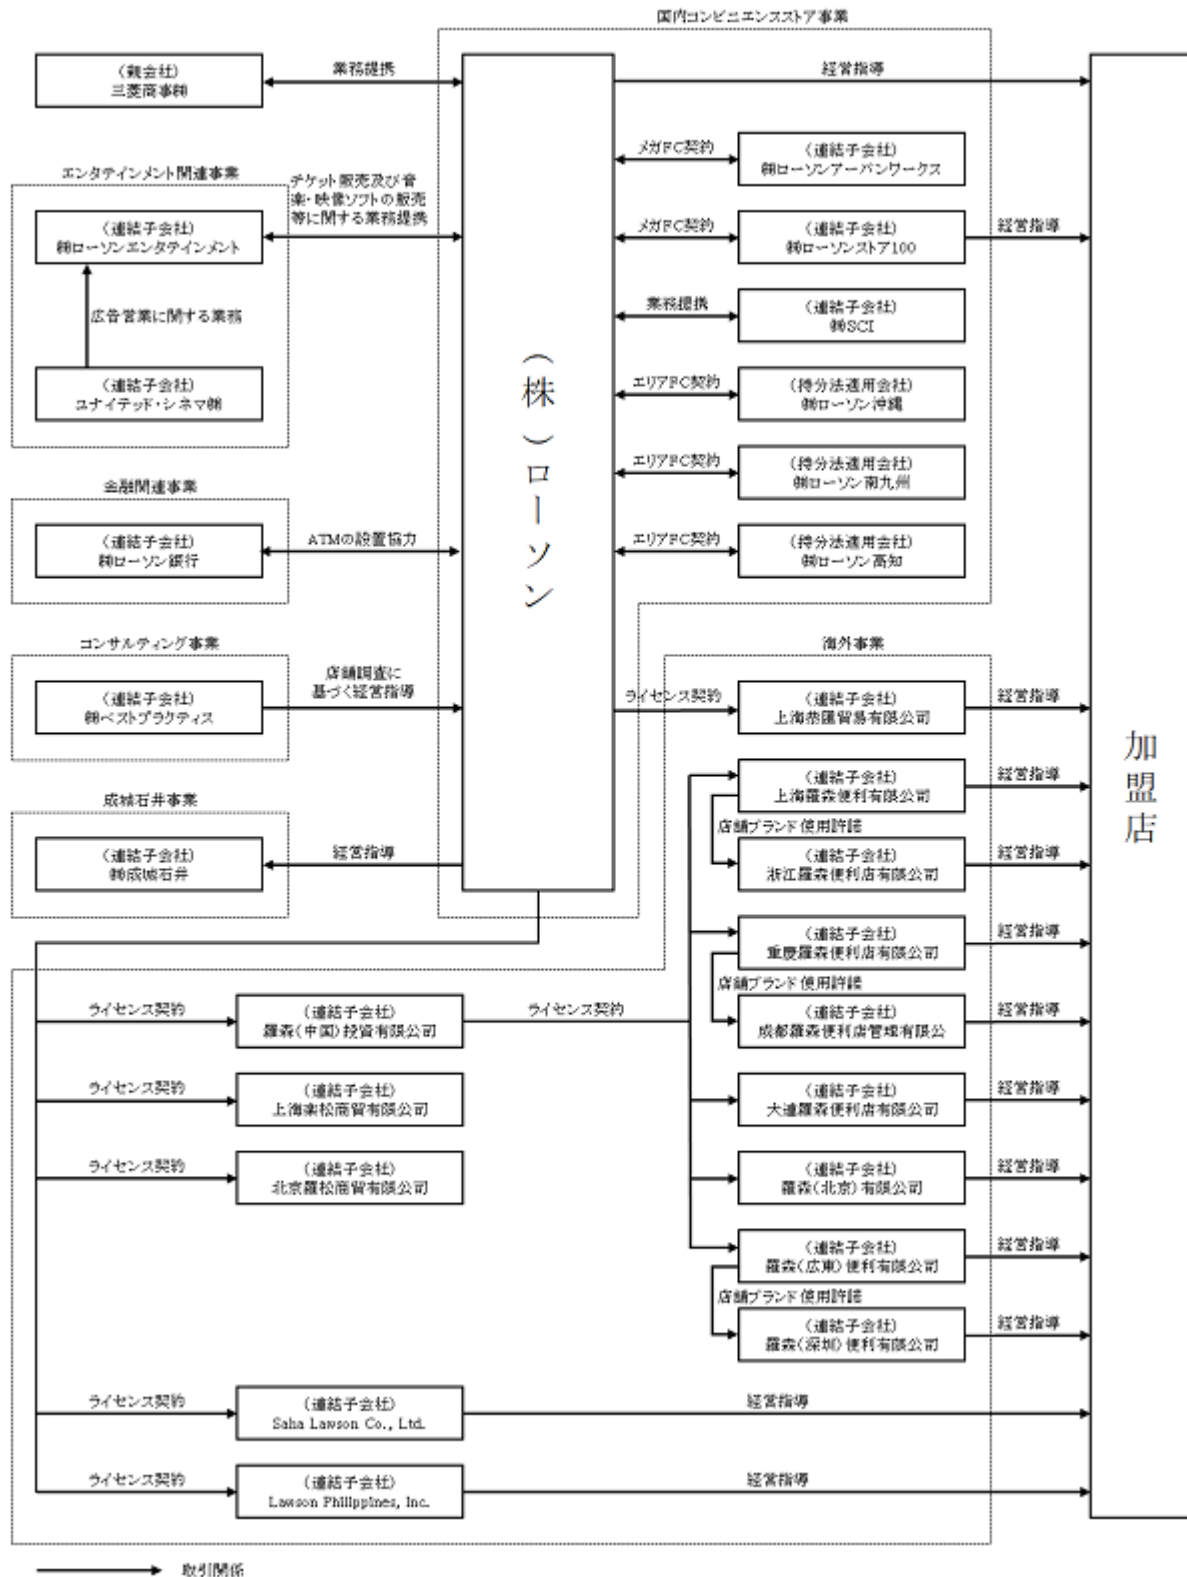 国内コンビニエンスストア事業
(親会社)
三菱商事㈱
業務提携
経営指導
メガFC契約
(連結子会社)
㈱ローソンアーバンワークス
エンタテインメント関連事業
チケット販売及び音
楽・映像ソフトの販売
等に関する業務提携
(連結子会社)
㈱ローソンエンタテインメント
メガFC契約
(連結子会社)
㈱ローソンストア100
経営指導
広告営業に関する業務
業務提携
(連結子会社)
㈱SCI
(連結子会社)
ユナイテッド・シネマ㈱
エリアFC契約
(持分法適用会社)
㈱ローソン沖縄
(株)ローソン
エリアFC契約
(持分法適用会社)
㈱ローソン南九州
金融関連事業
(連結子会社)
㈱ローソン銀行
ATMの設置協力
エリアFC契約
(持分法適用会社)
㈱ローソン高知
コンサルティング事業
海外事業
(連結子会社)
㈱ベストプラクティス
店舗調査に
基づく経営指導
ライセンス契約
(連結子会社)
上海恭匯貿易有限公司
経営指導
加盟店
(連結子会社)
上海羅森便利有限公司
経営指導
成城石井事業
店舗ブランド使用許諾
(連結子会社)
㈱成城石井
経営指導
(連結子会社)
浙江羅森便利店有限公司
経営指導
(連結子会社)
重慶羅森便利店有限公司
経営指導
店舗ブランド使用許諾
ライセンス契約
(連結子会社)
羅森(中国)投資有限公司
ライセンス契約
(連結子会社)
成都羅森便利店管理有限公
経営指導
ライセンス契約
(連結子会社)
上海楽松商貿有限公司
(連結子会社)
大連羅森便利店有限公司
経営指導
ライセンス契約
(連結子会社)
北京羅松商貿有限公司
(連結子会社)
羅森(北京)有限公司
経営指導
(連結子会社)
羅森(広東)便利有限公司
経営指導
店舗ブランド使用許諾
(連結子会社)
羅森(深圳)便利有限公司
経営指導
ライセンス契約
(連結子会社)
Saha Lawson Co., Ltd.
経営指導
ライセンス契約
(連結子会社)
Lawson Philippines, Inc.
経営指導
取引関係